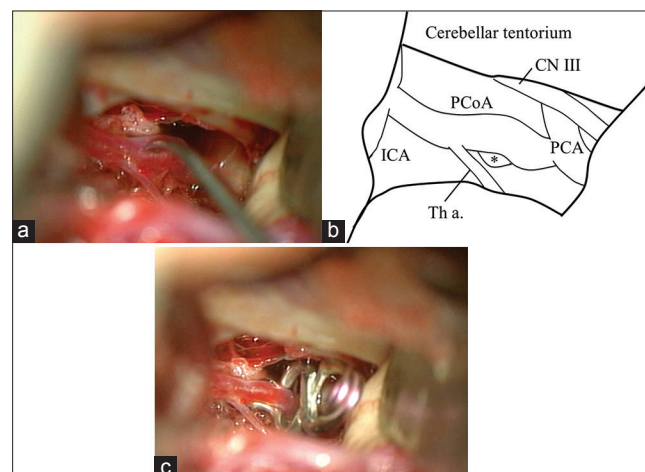 a
b
Cerebellar tentorium
CN III
PCoA
PCA
ICA
*
Th a.
c